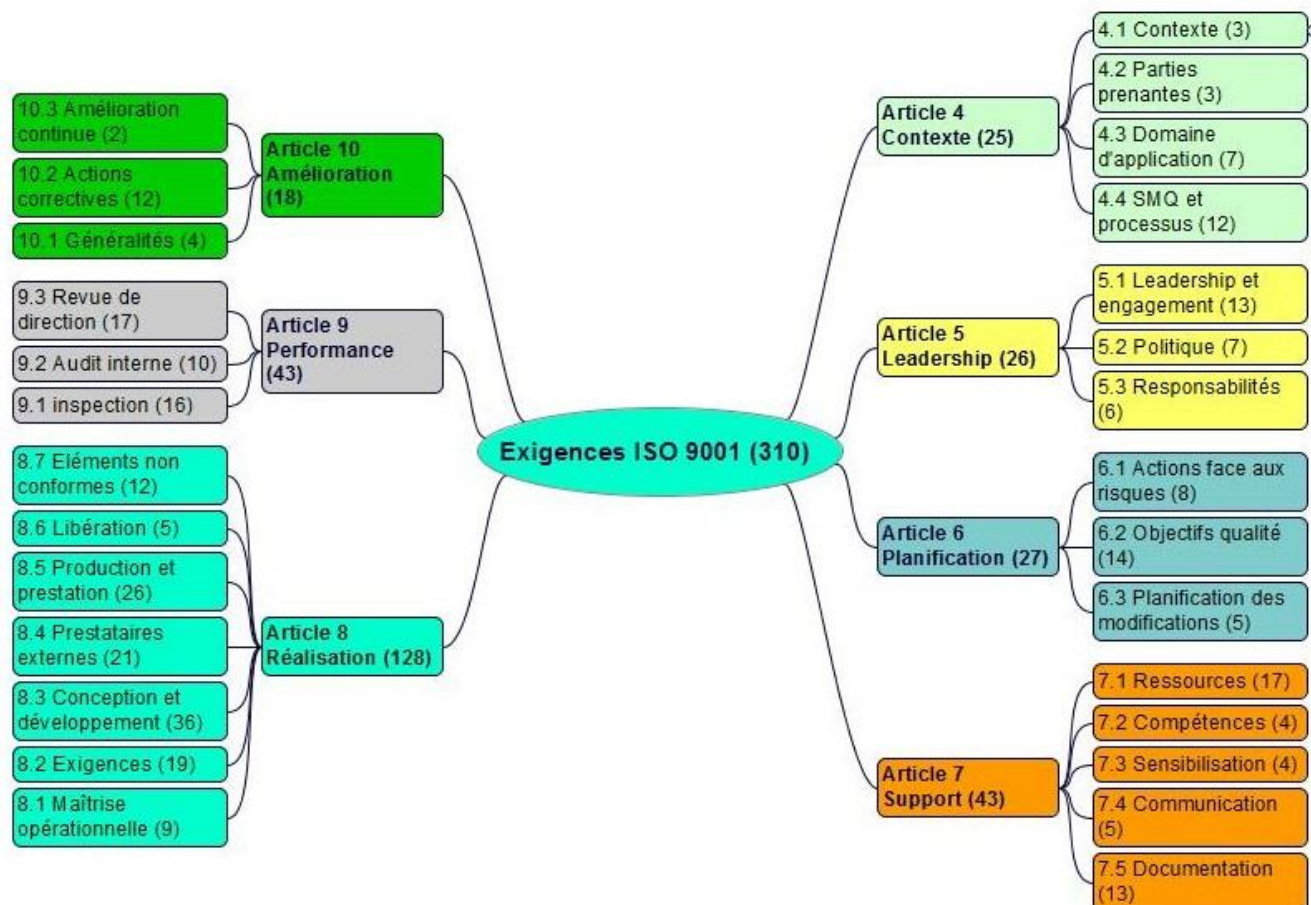 Exigences ISO 9001 (310)
Article 4
Contexte (25)
4.1 Contexte (3)
4.2 Parties
prenantes (3)
4.3 Domaine
d'application (7)
4.4 SMQ et
processus (12)
Article 5
Leadership (26)
5.1 Leadership et
engagement (13)
5.2 Politique (7)
5.3 Responsabilités
(6)
Article 6
Planification (27)
6.1 Actions face aux
risques (8)
6.2 Objectifs qualité
(14)
6.3 Planification des
modifications (5)
Article 7
Support (43)
7.1 Ressources (17)
7.2 Compétences (4)
7.3 Sensibilisation (4)
7.4 Communication
(5)
7.5 Documentation
(13)
Article 8
Réalisation (128)
8.7 Eléments non
conformes (12)
8.6 Libération (5)
8.5 Production et
prestation (26)
8.4 Prestataires
externes (21)
8.3 Conception et
développement (36)
8.2 Exigences (19)
8.1 Maîtrise
opérationnelle (9)
Article 9
Performance
(43)
9.3 Revue de
direction (17)
9.2 Audit interne (10)
9.1 inspection (16)
Article 10
Amélioration
(18)
10.3 Amélioration
continue (2)
10.2 Actions
correctives (12)
10.1 Généralités (4)